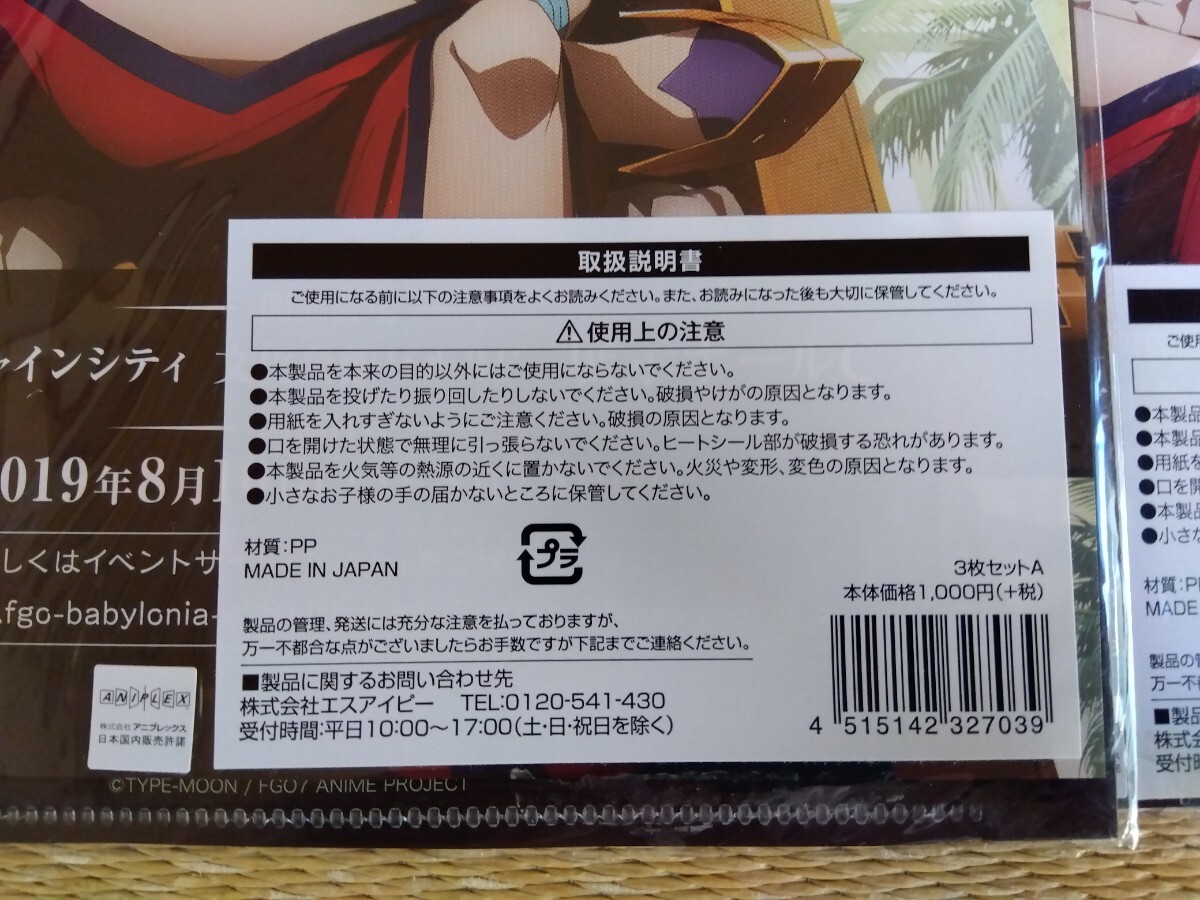 取扱説明書
ご使用になる前に以下の注意事項をよくお読みください。また、お読みになった後も大切に保管してください。
⚠使用上の注意
●本製品を本来の目的以外にはご使用にならないでください。
●本製品を投げたり振り回したりしないでください。破損やけがの原因となります。
●用紙を入れすぎないようにご注意ください。破損の原因となります。
●口を開けた状態で無理に引っ張らないでください。ヒートシール部が破損する恐れがあります。
●本製品を火気等の熱源の近くに置かないでください。火災や変形、変色の原因となります。
●小さなお子様の手の届かないところに保管してください。
材質:PP
MADE IN JAPAN
プラ
3枚セットA
本体価格1,000円(+税)
製品の管理、発送には充分な注意を払っておりますが、
万一不都合な点がございましたらお手数ですが下記までご連絡ください。
■製品に関するお問い合わせ先
株式会社エスアイピー TEL:0120-541-430
受付時間:平日10:00〜17:00(土・日・祝日を除く)
4 515142 327039
ャインシティ
019年8月1
しくはイベントサ
.fgo-babylonia-
ANIPLEX
株式会社 アニプレックス
日本国内販売許諾
©TYPE-MOON / FGO7 ANIME PROJECT
ご使用
●本製品
●本製品
●用紙を
●口を開
●本製品
●小さな
材質:PP
MADE
製品の管
万一不都
■製品
株式会
受付時